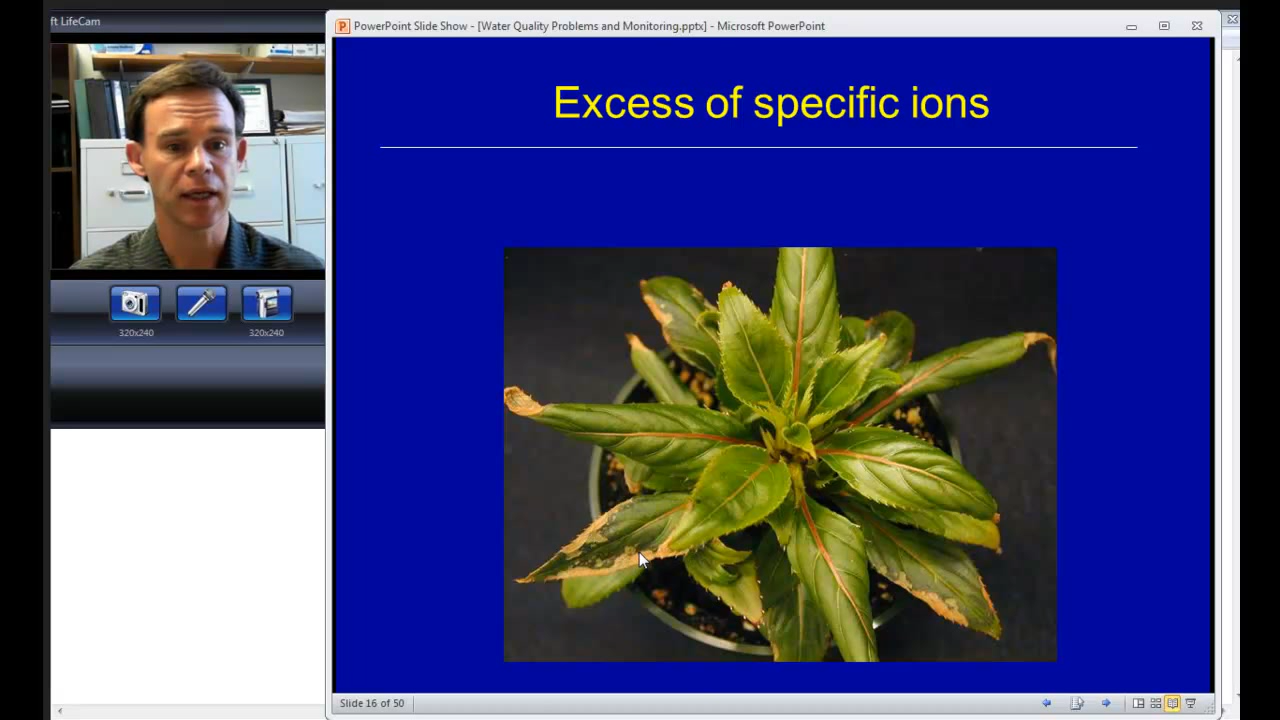 ft LifeCam
PowerPoint Slide Show - [Water Quality Problems and Monitoring.pptx] - Microsoft PowerPoint
Excess of specific ions
320x240
320x240
Slide 16 of 50